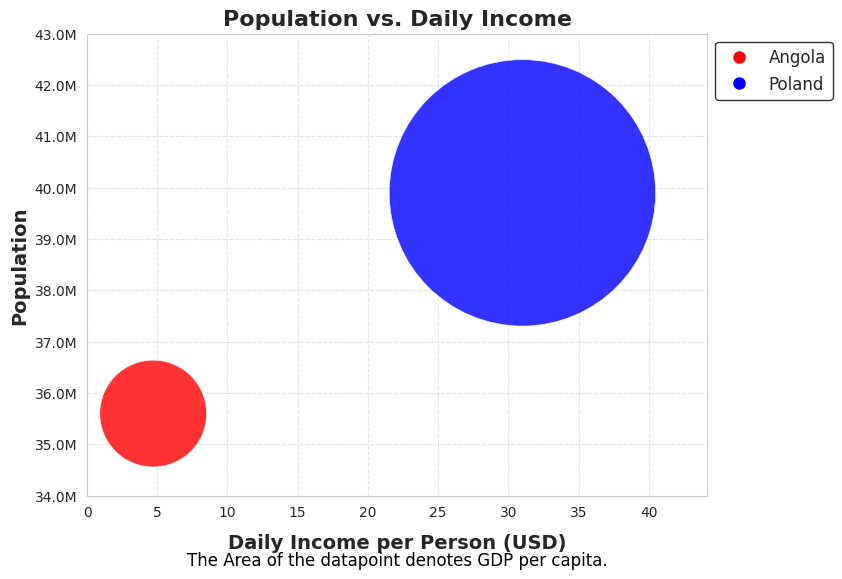 Population vs. Daily Income
43.0M
42.0M
41.0M
40.0M
39.0M
38.0M
37.0M
36.0M
35.0M
34.0M
Population
0 5 10 15 20 25 30 35 40
Daily Income per Person (USD)
The Area of the datapoint denotes GDP per capita.
Angola
Poland